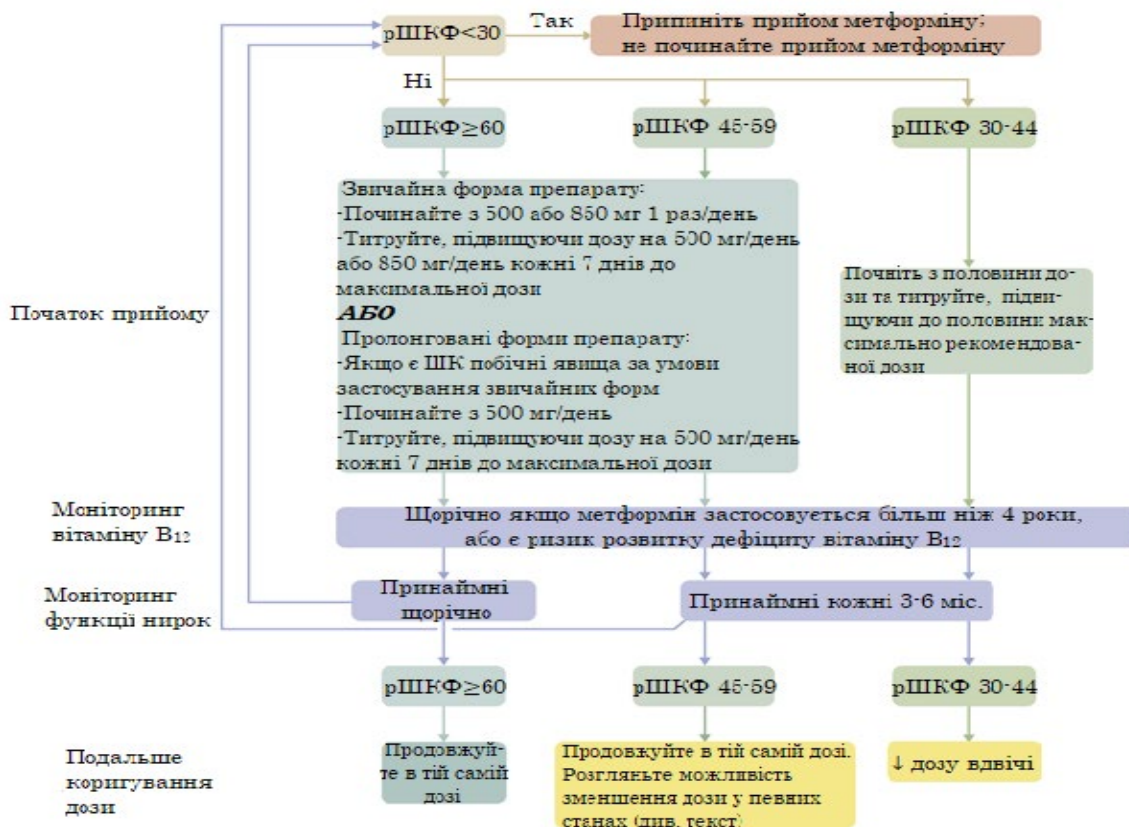 рШКФ<30
Так
Припиніть прийом метформіну;
не починайте прийом метформіну
Ні
рШКФ≥60
рШКФ 45-59
рШКФ 30-44
Початок прийому
Звичайна форма препарату:
-Починайте з 500 або 850 мг 1 раз/день
-Титруйте, підвищуючи дозу на 500 мг/день
або 850 мг/день кожні 7 днів до
максимальної дози
АБО
Пролонговані форми препарату:
-Якщо є ШК побічні явища за умови
застосування звичайних форм
-Починайте з 500 мг/день
-Титруйте, підвищуючи дозу на 500 мг/день
кожні 7 днів до максимальної дози
Почніть з половини до-
зи та титруйте, підви-
щуючи до половини мак-
симально рекомендова-
ної дози
Моніторинг
вітаміну В12
Щорічно якщо метформін застосовується більш ніж 4 роки,
або є ризик розвитку дефіциту вітаміну В12
Моніторинг
функції нирок
Принаймні
щорічно
Принаймні кожні 3-6 міс.
рШКФ≥60
рШКФ 45-59
рШКФ 30-44
Подальше
коригування
дози
Продовжуй-
те в тій самій
дозі
Продовжуйте в тій самій дозі.
Розгляньте можливість
зменшення дози у певних
станах (див. текст)
↓ дозу вдвічі